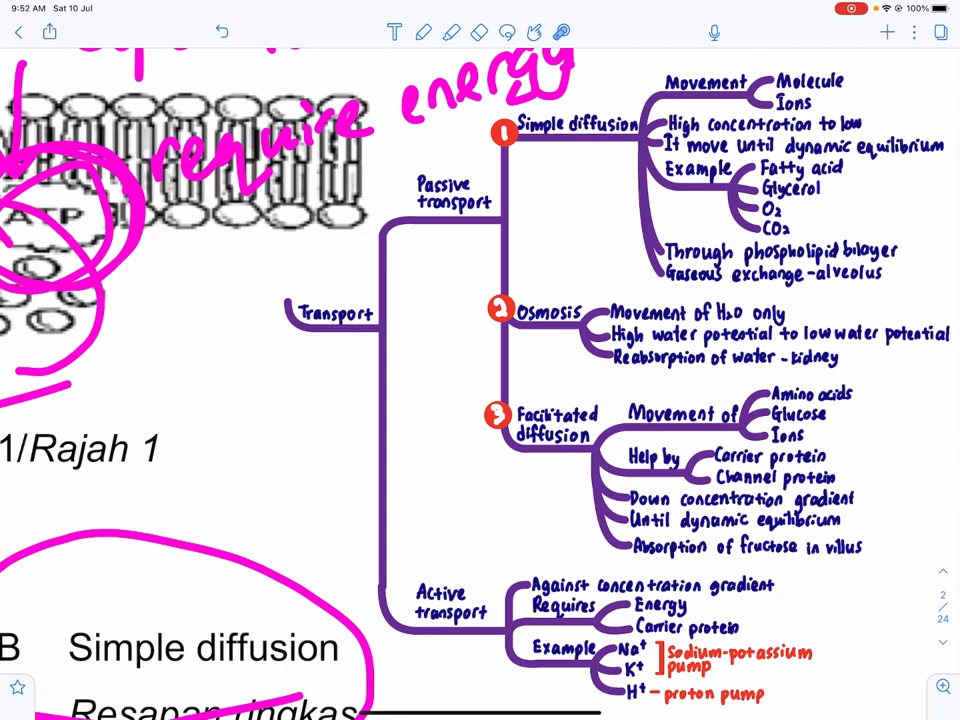 9:52 AM Sat 10 Jul
100%
require energy
ATP
Transport
Passive
transport
1 Simple diffusion
Movement
Molecule
Ions
High concentration to low
It move until dynamic equilibrium
Example
Fatty acid
Glycerol
O₂
CO₂
Through phospholipid bilayer
Gaseous exchange-alveolus
2 Osmosis
Movement of H₂O only
High water potential to low water potential
Reabsorption of water - kidney
3 Facilitated
diffusion
Movement of
Amino acids
Glucose
Ions
Help by
Carrier protein
Channel protein
Down concentration gradient
Until dynamic equilibrium
Absorption of fructose in villus
Active
transport
Against concentration gradient
Requires
Energy
Carrier protein
Example
Na⁺
K⁺
Sodium-potassium
pump
H⁺ - proton pump
1/Rajah 1
B Simple diffusion
Resapan ringkas
2
/
24